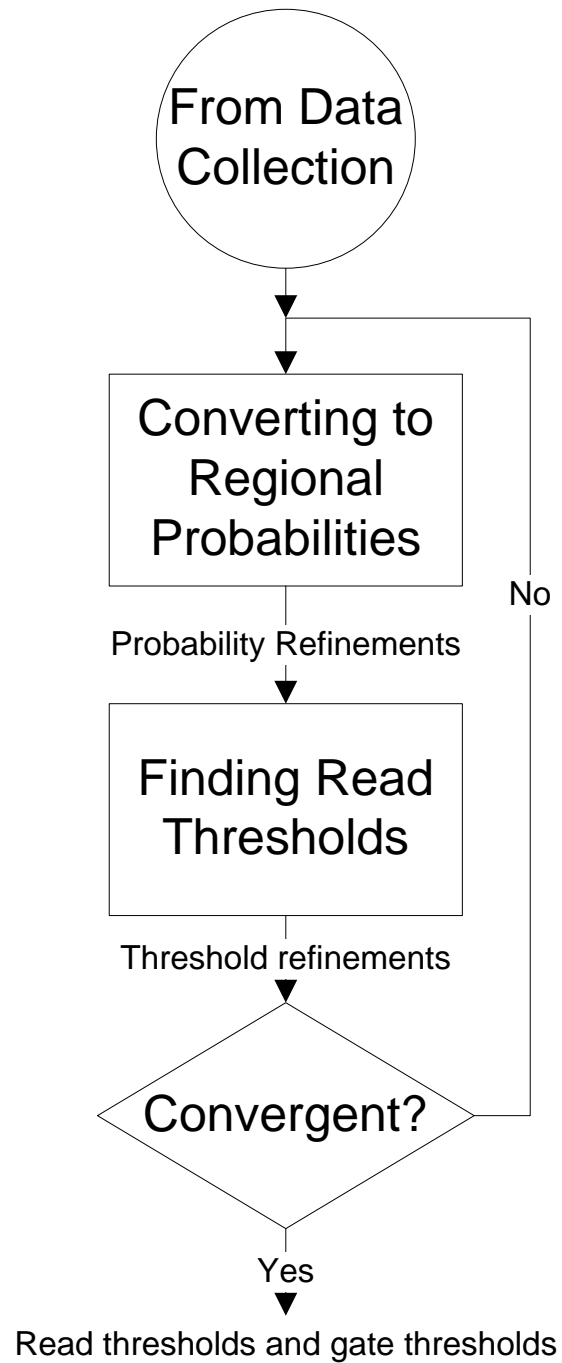 From Data
Collection
Converting to
Regional
Probabilities
No
Probability Refinements
Finding Read
Thresholds
Threshold refinements
Convergent?
Yes
Read thresholds and gate thresholds